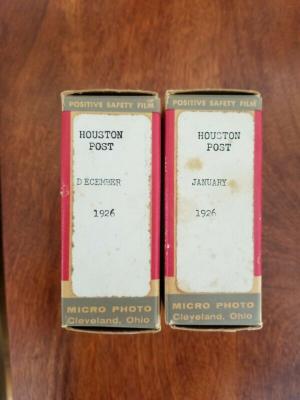 POSITIVE SAFETY FILM
HOUSTON
POST
DECEMBER
1926
MICRO PHOTO
Cleveland, Ohio
POSITIVE SAFETY FILM
HOUSTON
POST
JANUARY
1926
MICRO PHOTO
Cleveland, Ohio